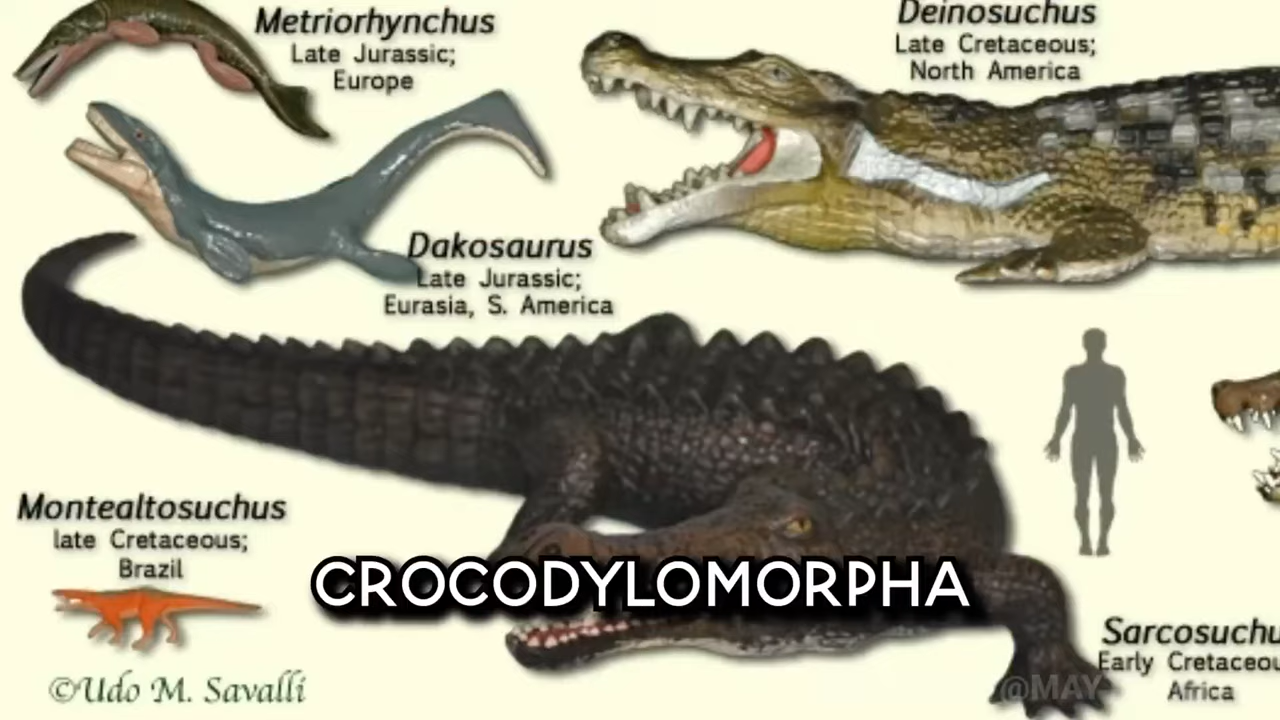 Metriorhynchus
Late Jurassic;
Europe
Deinosuchus
Late Cretaceous;
North America
Dakosaurus
Late Jurassic;
Eurasia, S. America
Montealtosuchus
late Cretaceous;
Brazil
CROCODYLOMORPHA
Sarcosuchu
Early Cretaceou
Africa
©Udo M. Savalli
@MAY